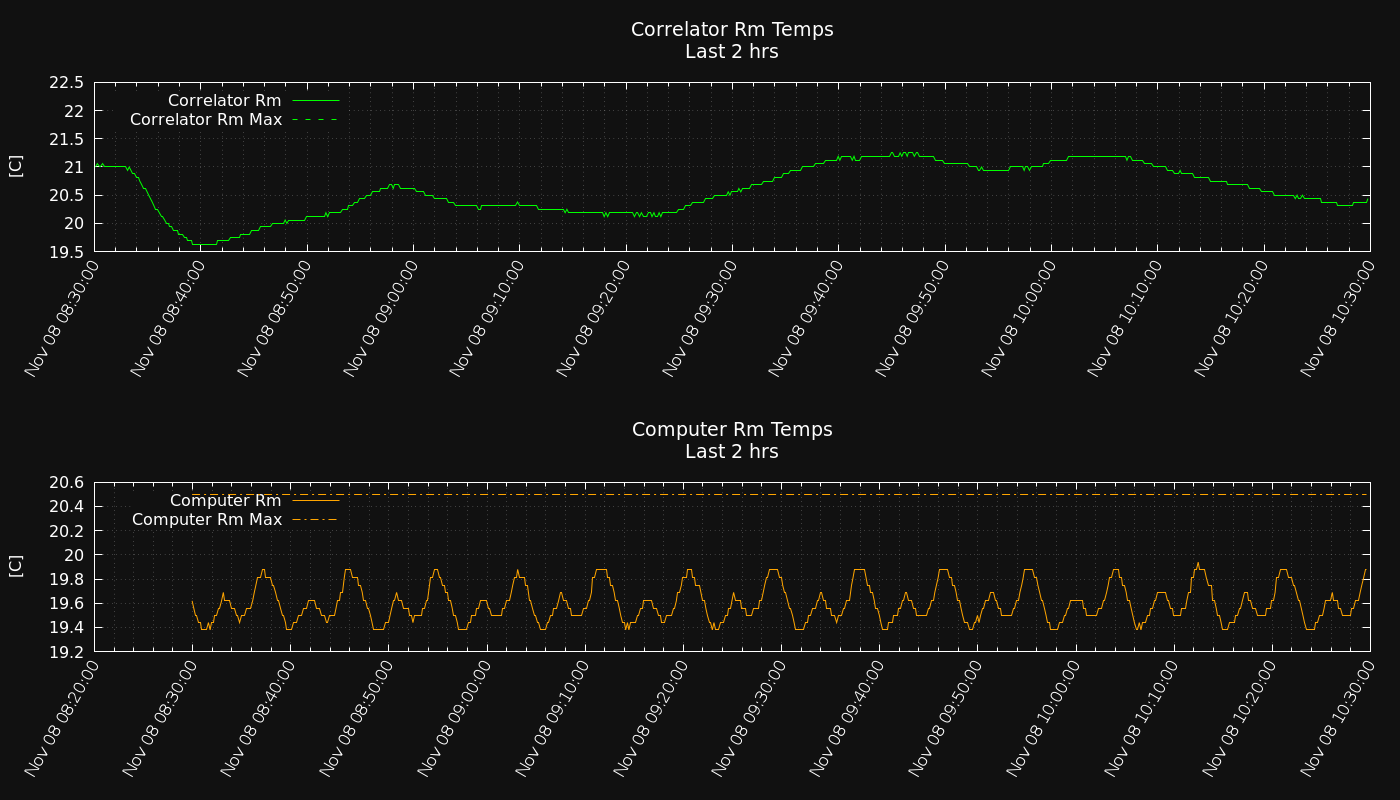 Correlator Rm Temps
Last 2 hrs
22.5
22
21.5
21
20.5
20
19.5
[C]
Correlator Rm
Correlator Rm Max
Nov 08 08:30:00
Nov 08 08:40:00
Nov 08 08:50:00
Nov 08 09:00:00
Nov 08 09:10:00
Nov 08 09:20:00
Nov 08 09:30:00
Nov 08 09:40:00
Nov 08 09:50:00
Nov 08 10:00:00
Nov 08 10:10:00
Nov 08 10:20:00
Nov 08 10:30:00
Computer Rm Temps
Last 2 hrs
20.6
20.4
20.2
20
19.8
19.6
19.4
19.2
[C]
Computer Rm
Computer Rm Max
Nov 08 08:20:00
Nov 08 08:30:00
Nov 08 08:40:00
Nov 08 08:50:00
Nov 08 09:00:00
Nov 08 09:10:00
Nov 08 09:20:00
Nov 08 09:30:00
Nov 08 09:40:00
Nov 08 09:50:00
Nov 08 10:00:00
Nov 08 10:10:00
Nov 08 10:20:00
Nov 08 10:30:00